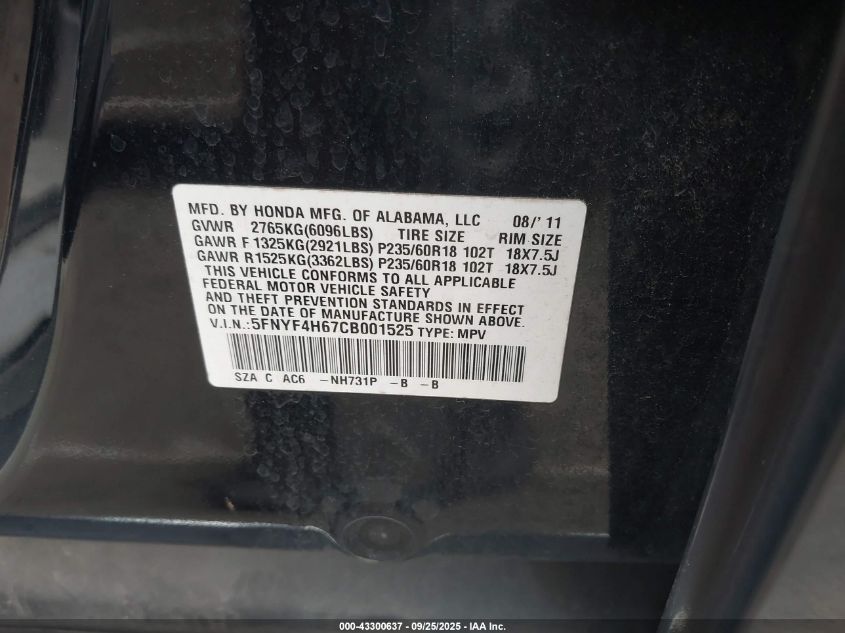 MFD. BY HONDA MFG. OF ALABAMA, LLC 08/'11
GVWR 2765KG(6096LBS) TIRE SIZE RIM SIZE
GAWR F 1325KG(2921LBS) P235/60R18 102T 18X7.5J
GAWR R1525KG(3362LBS) P235/60R18 102T 18X7.5J
THIS VEHICLE CONFORMS TO ALL APPLICABLE
FEDERAL MOTOR VEHICLE SAFETY
AND THEFT PREVENTION STANDARDS IN EFFECT
ON THE DATE OF MANUFACTURE SHOWN ABOVE.
V.I.N.:5FNYF4H67CB001525 TYPE: MPV
SZA C AC6 -NH731P -B -B
000-43300637 - 09/25/2025 - IAA Inc.